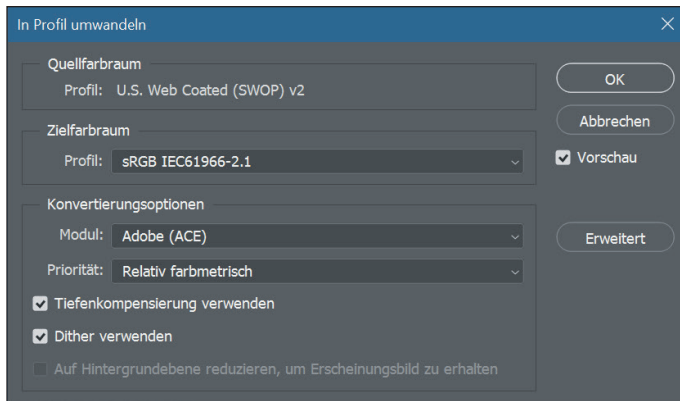 In Profil umwandeln
Quellfarbraum
Profil: U.S. Web Coated (SWOP) v2
OK
Abbrechen
Zielfarbraum
Profil: sRGB IEC61966-2.1
Vorschau
Konvertierungsoptionen
Modul: Adobe (ACE)
Erweitert
Priorität: Relativ farbmetrisch
Tiefenkompensierung verwenden
Dither verwenden
Auf Hintergrundebene reduzieren, um Erscheinungsbild zu erhalten